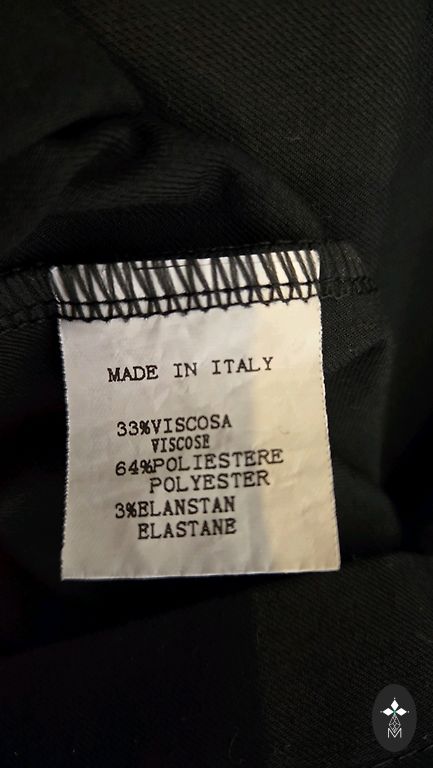 MADE IN ITALY
33%VISCOSA
VISCOSE
64%POLIESTERE
POLYESTER
3%ELANSTAN
ELASTANE
M